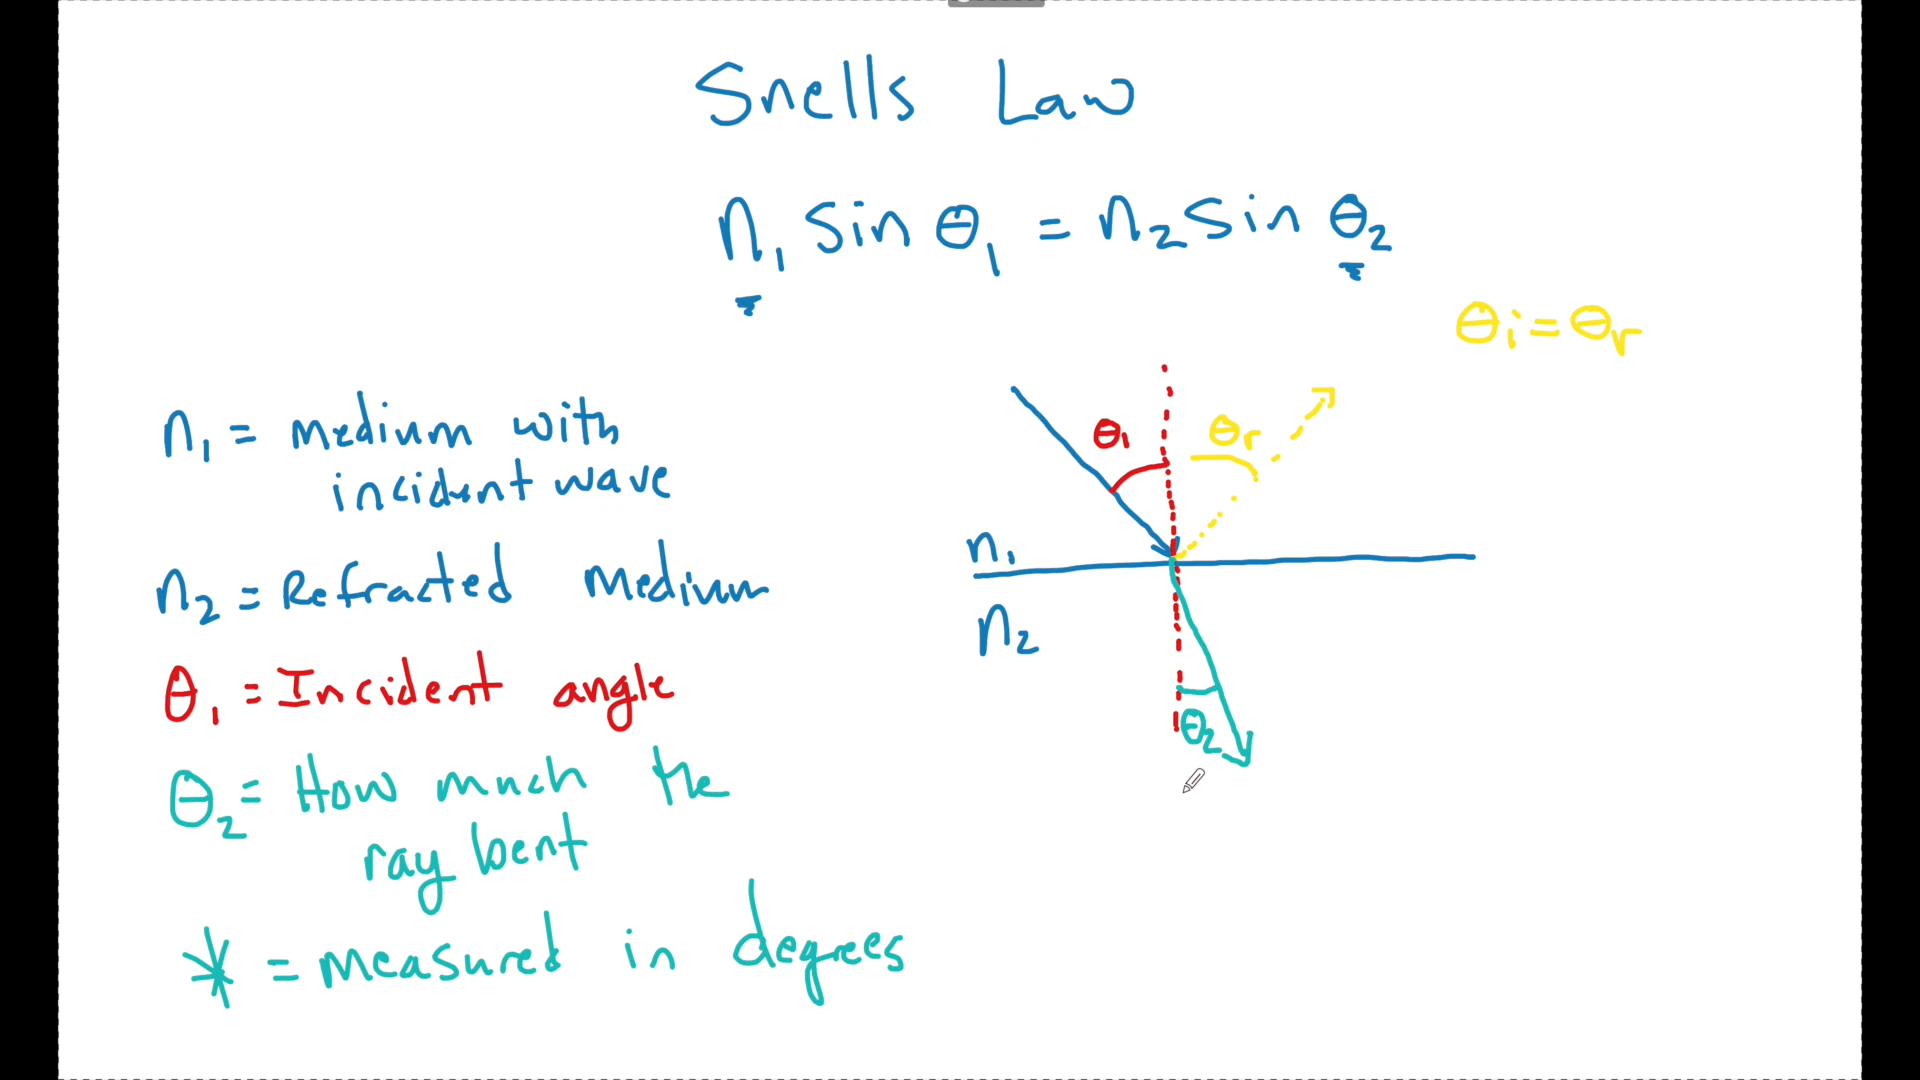 Snells Law
n₁ sin θ₁ = n₂ sin θ₂
θi = θr
n₁ = medium with
incident wave
n₂ = Refracted medium
θ₁ = Incident angle
θ₂ = How much the
ray bent
* = measured in degrees
θ₁
θr
n₁
n₂
θ₂